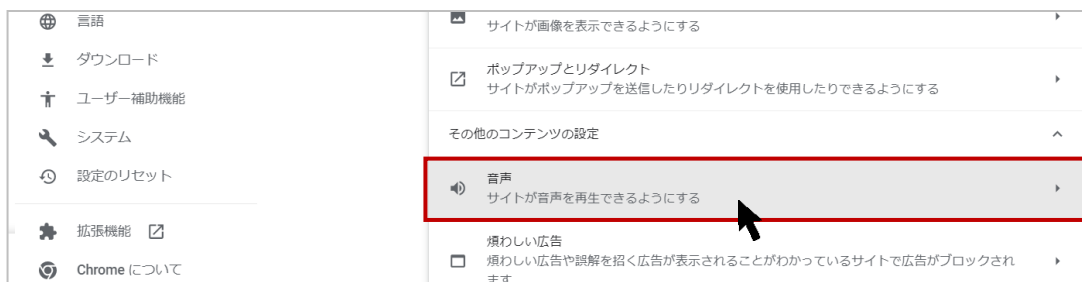 言語
ダウンロード
ユーザー補助機能
システム
設定のリセット
拡張機能
Chrome について
サイトが画像を表示できるようにする
ポップアップとリダイレクト
サイトがポップアップを送信したりリダイレクトを使用したりできるようにする
その他のコンテンツの設定
音声
サイトが音声を再生できるようにする
煩わしい広告
煩わしい広告や誤解を招く広告が表示されることがわかっているサイトで広告がブロックされ
ます